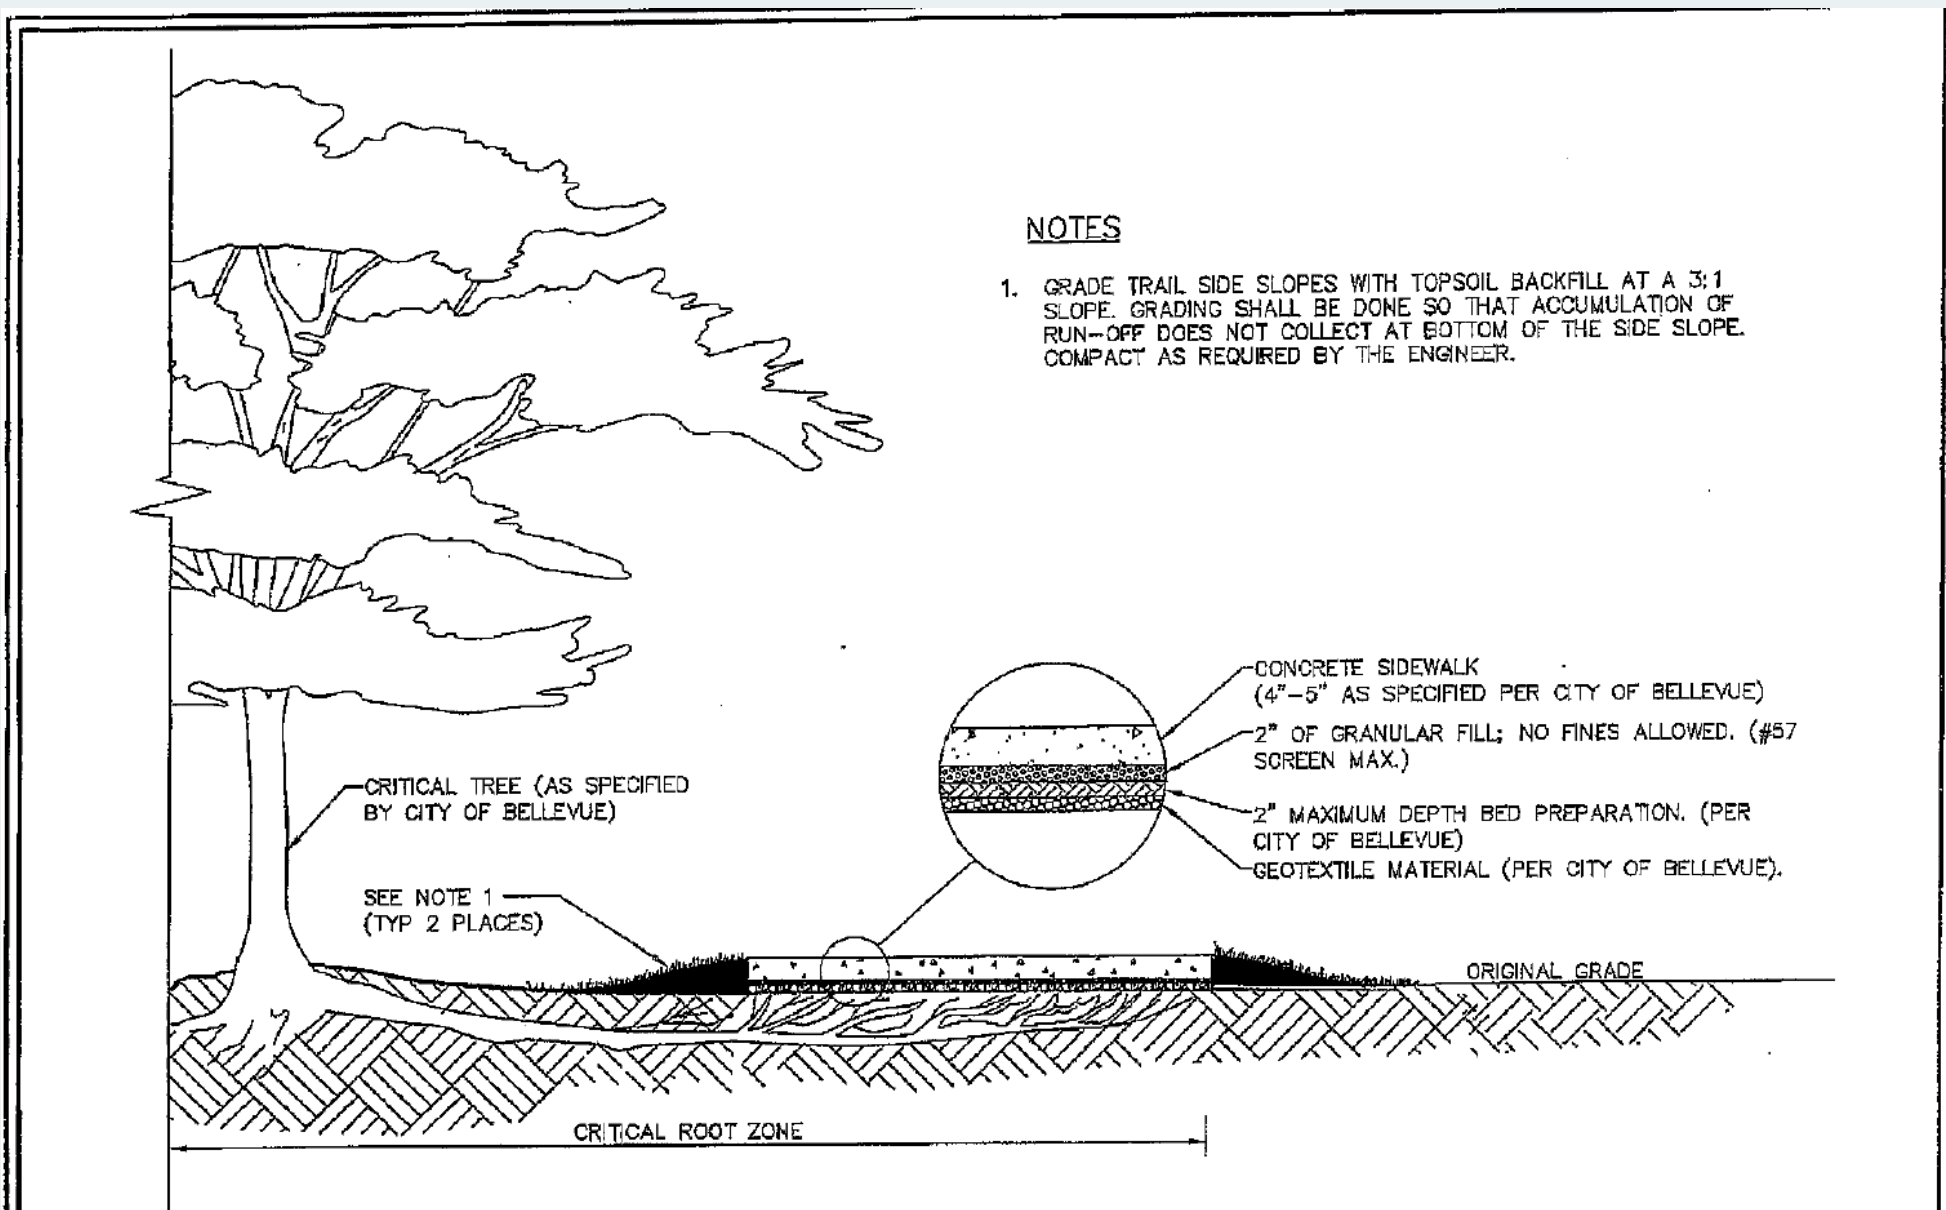 NOTES
1. GRADE TRAIL SIDE SLOPES WITH TOPSOIL BACKFILL AT A 3:1
SLOPE. GRADING SHALL BE DONE SO THAT ACCUMULATION OF
RUN-OFF DOES NOT COLLECT AT BOTTOM OF THE SIDE SLOPE.
COMPACT AS REQUIRED BY THE ENGINEER.
CONCRETE SIDEWALK
(4"-5" AS SPECIFIED PER CITY OF BELLEVUE)
2" OF GRANULAR FILL; NO FINES ALLOWED. (#57
SCREEN MAX.)
2" MAXIMUM DEPTH BED PREPARATION. (PER
CITY OF BELLEVUE)
GEOTEXTILE MATERIAL (PER CITY OF BELLEVUE).
CRITICAL TREE (AS SPECIFIED
BY CITY OF BELLEVUE)
SEE NOTE 1
(TYP 2 PLACES)
ORIGINAL GRADE
CRITICAL ROOT ZONE